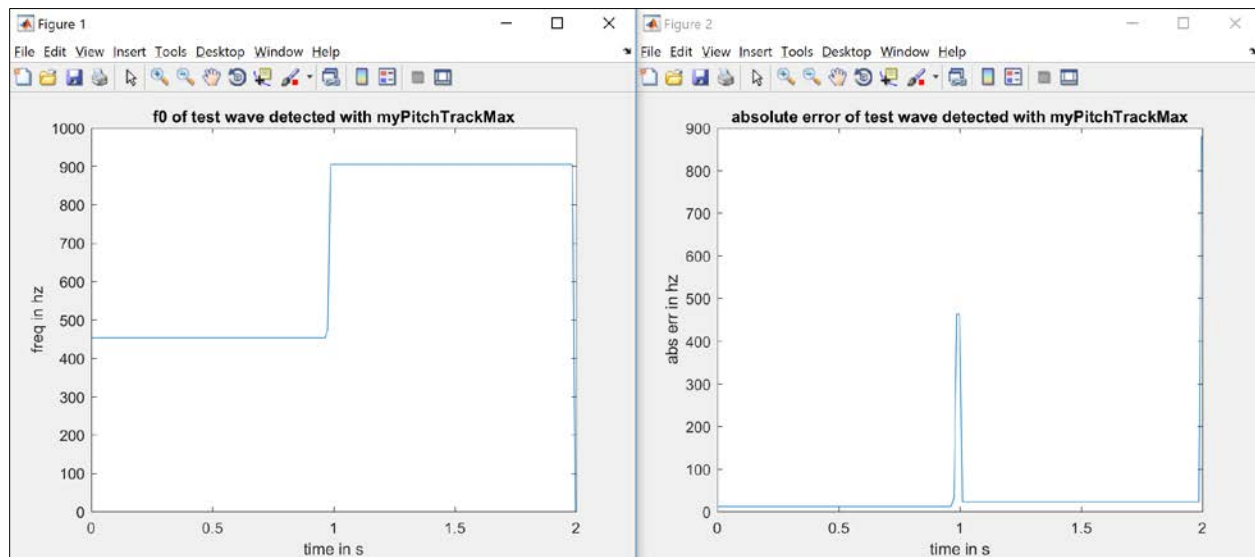 Figure 1
File Edit View Insert Tools Desktop Window Help
f0 of test wave detected with myPitchTrackMax
1000
900
800
700
600
500
400
300
200
100
0
freq in hz
0 0.5 1 1.5 2
time in s
Figure 2
File Edit View Insert Tools Desktop Window Help
absolute error of test wave detected with myPitchTrackMax
900
800
700
600
500
400
300
200
100
0
abs err in hz
0 0.5 1 1.5 2
time in s